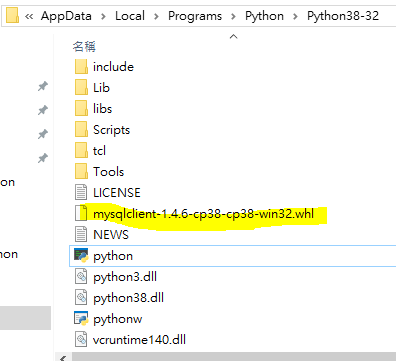 « AppData › Local › Programs › Python › Python38-32
名稱
include
Lib
libs
Scripts
tcl
Tools
LICENSE
mysqlclient-1.4.6-cp38-cp38-win32.whl
NEWS
python
python3.dll
python38.dll
pythonw
vcruntime140.dll
on
non